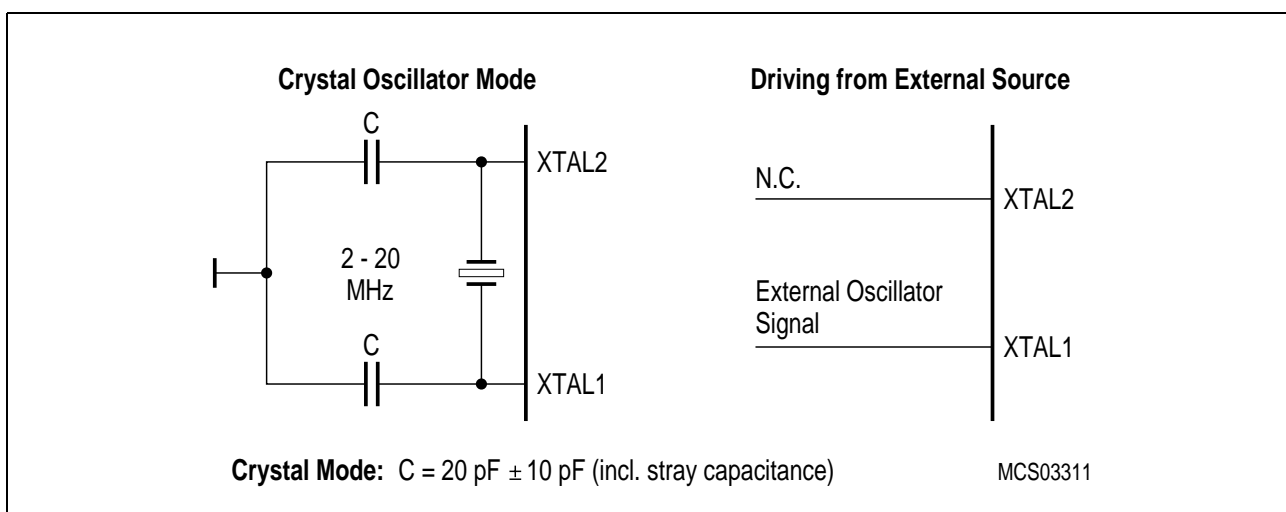 Crystal Oscillator Mode
C
XTAL2
2 - 20
MHz
C
XTAL1
Driving from External Source
N.C.
XTAL2
External Oscillator
Signal
XTAL1
Crystal Mode: C = 20 pF ± 10 pF (incl. stray capacitance)
MCS03311